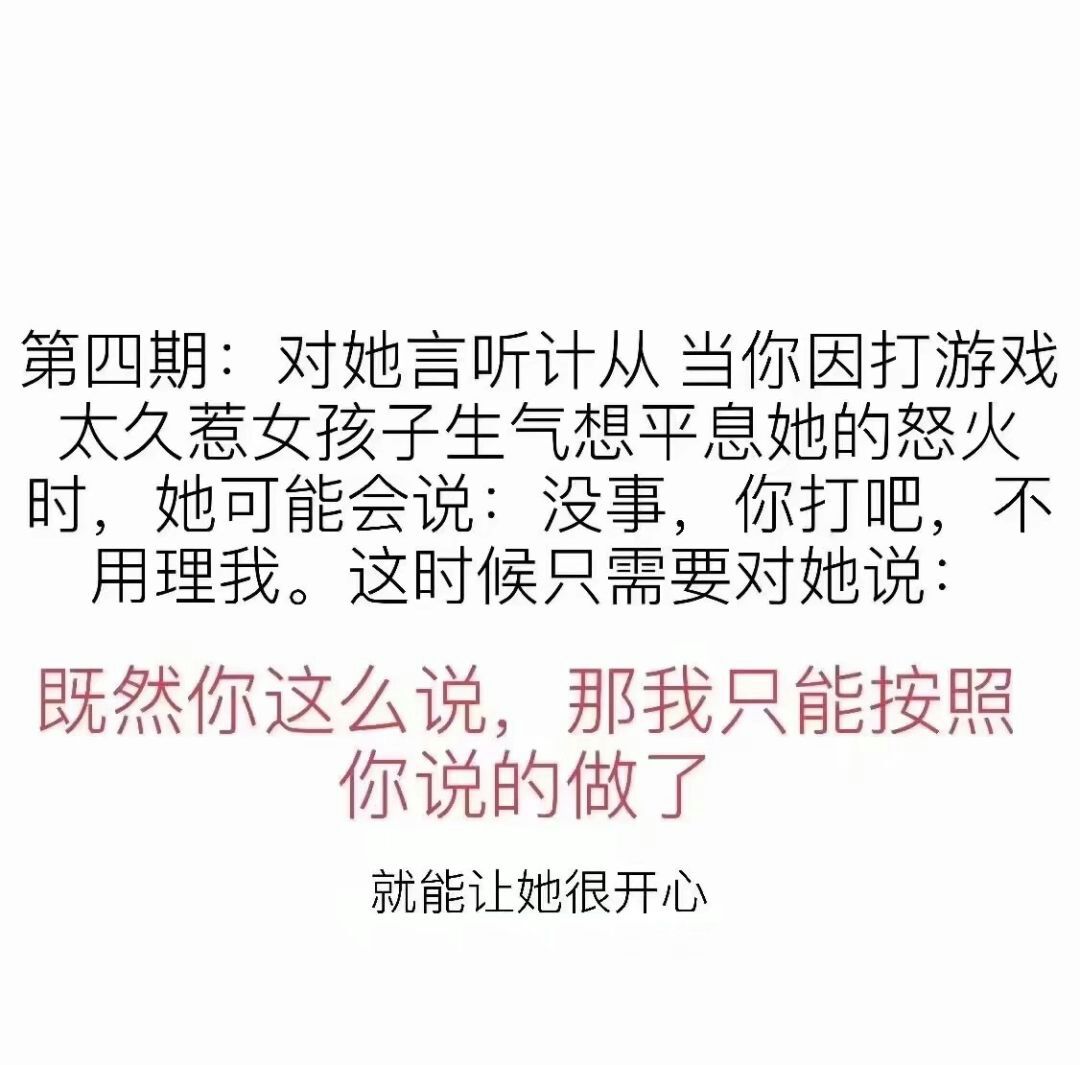 第四期：对她言听计从 当你因打游戏
太久惹女孩子生气想平息她的怒火
时，她可能会说：没事，你打吧，不
用理我。这时候只需要对她说：
既然你这么说，那我只能按照
你说的做了
就能让她很开心